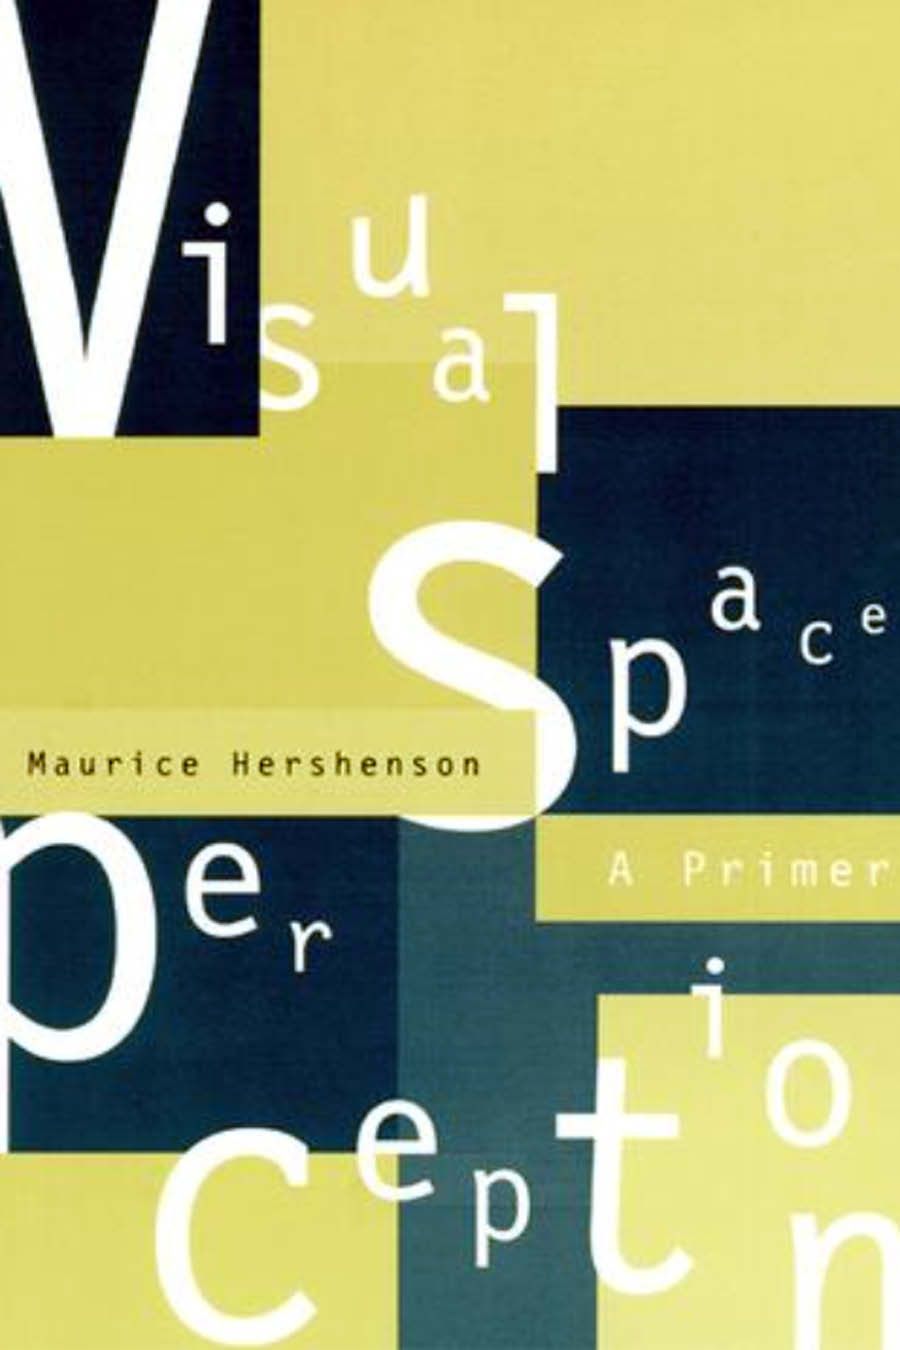 Visual
Space
Maurice Hershenson
Per
A Primer
ception